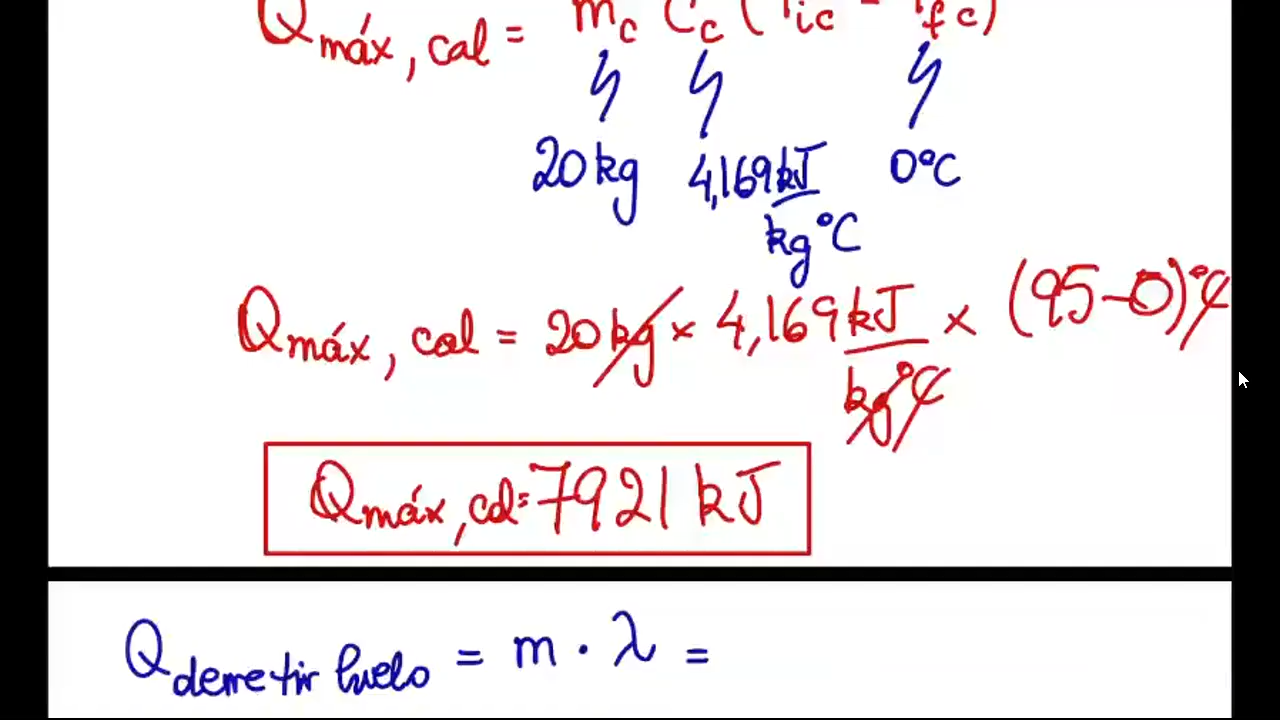 Qmáx, cal = mc Cc (Tic - Tfc)
20 kg 4,169 kJ 0°C
kg °C
Qmáx, cal = 20 kg × 4,169 kJ × (95-0)°C
kg °C
Qmáx, cal = 7921 kJ
Qderretir hielo = m · λ =